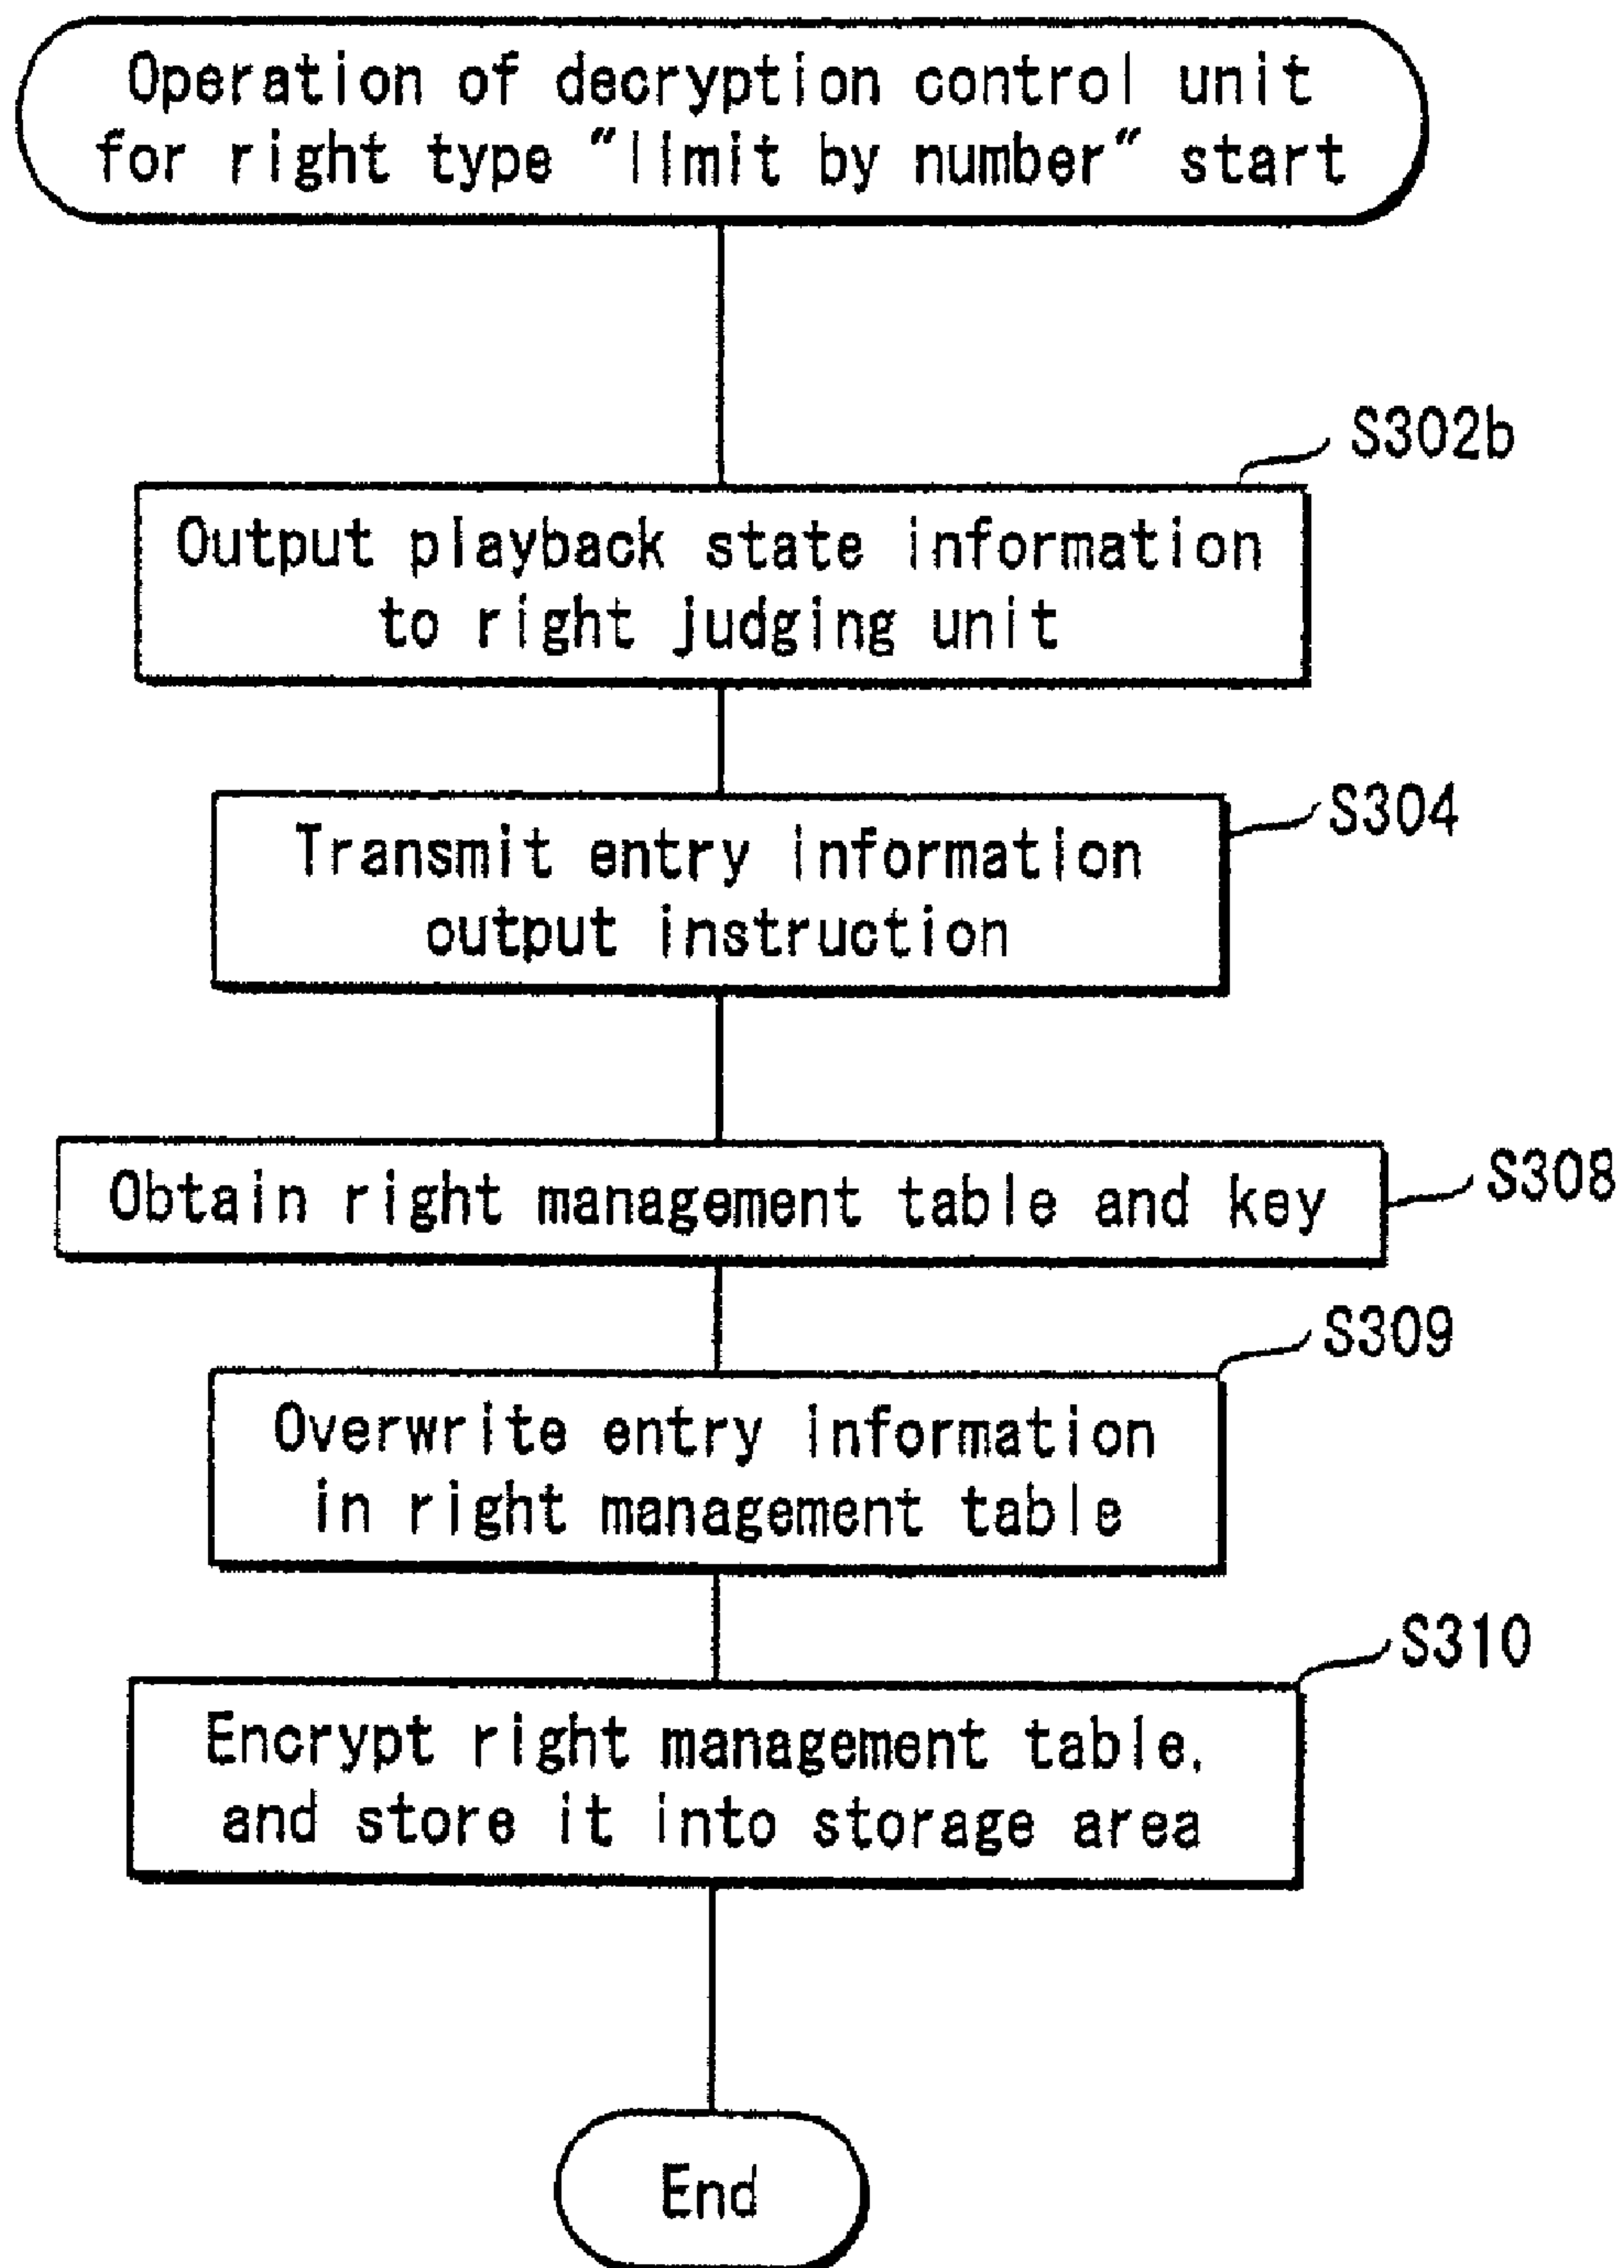 Operation of decryption control unit
for right type "limit by number" start
S302b
Output playback state information
to right judging unit
S304
Transmit entry information
output instruction
S308
Obtain right management table and key
S309
Overwrite entry information
in right management table
S310
Encrypt right management table,
and store it into storage area
End